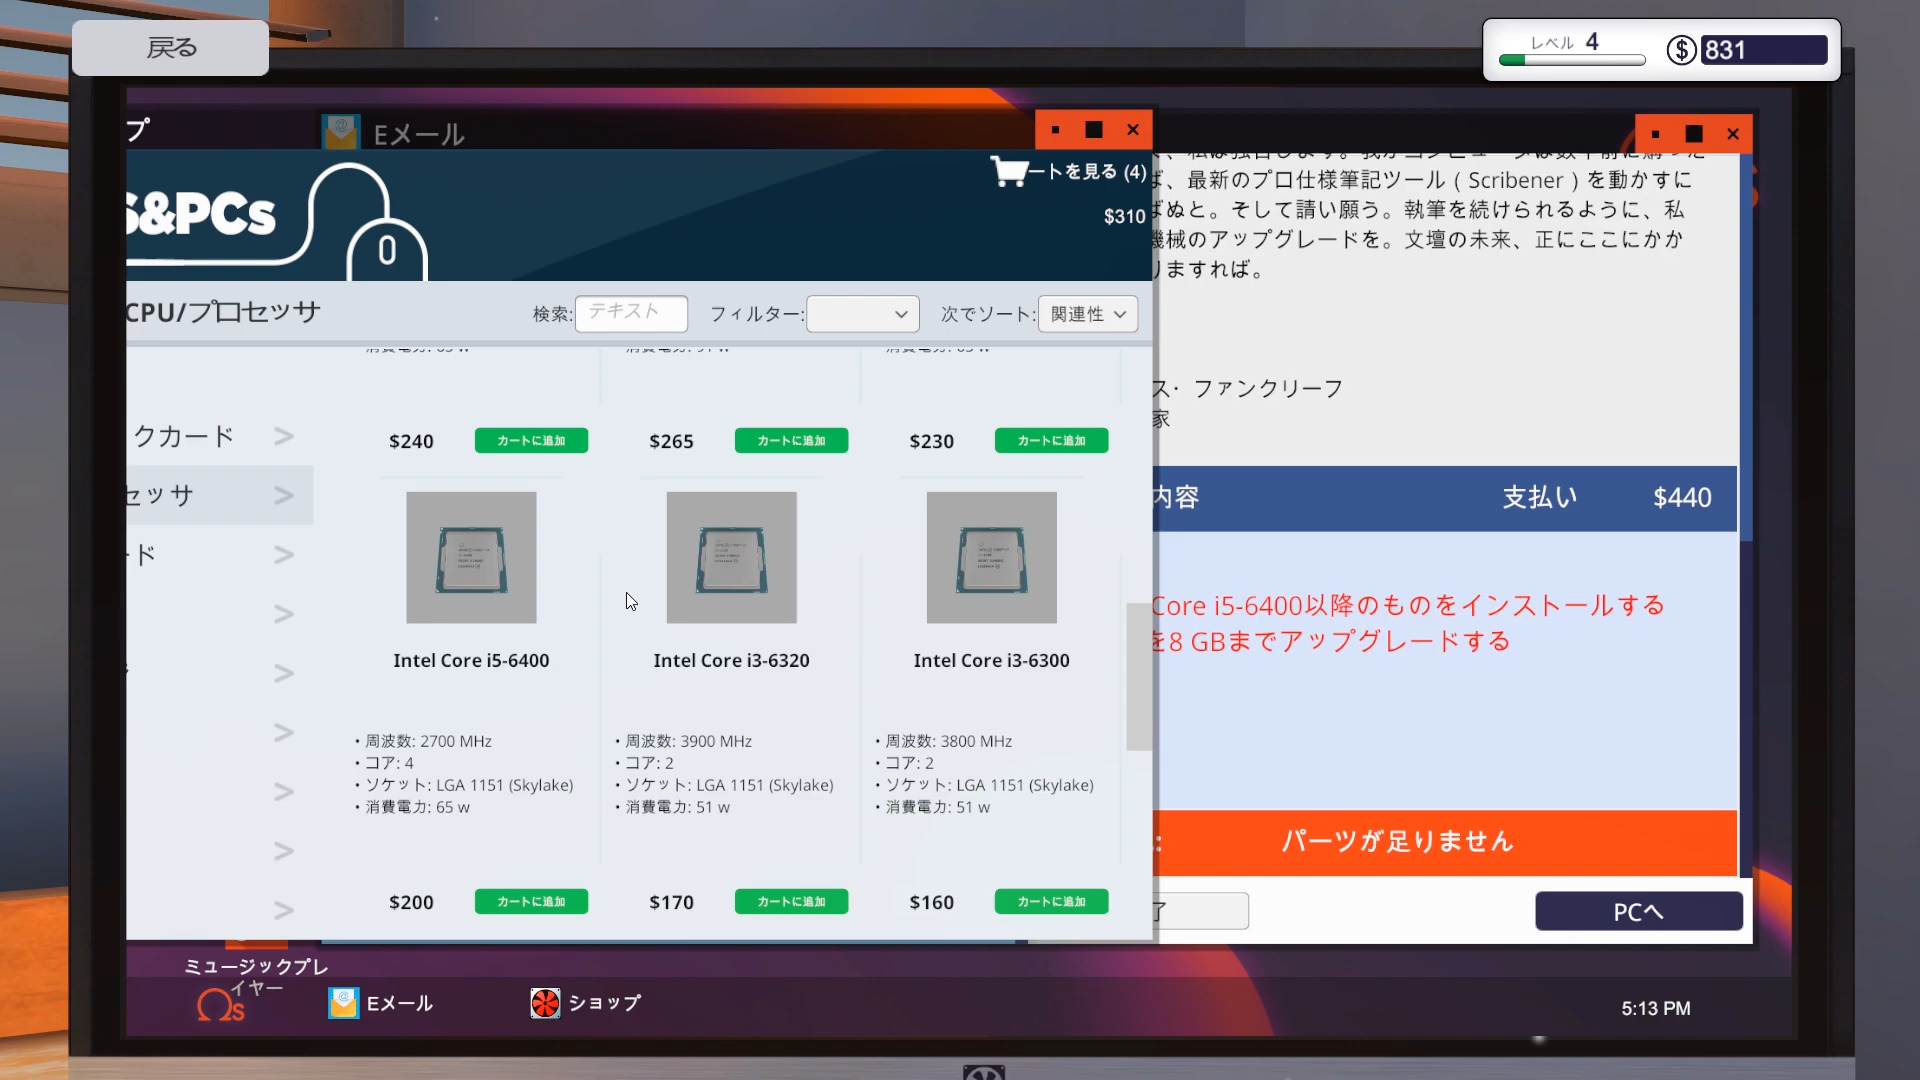 戻る
レベル 4
$ 831
プ
Eメール
S&PCs
ートを見る (4)
$310
CPU/プロセッサ
検索: テキスト
フィルター:
次でソート: 関連性
クカード >
セッサ >
ード >
$240 カートに追加
$265 カートに追加
$230 カートに追加
Intel Core i5-6400
• 周波数: 2700 MHz
• コア: 4
• ソケット: LGA 1151 (Skylake)
• 消費電力: 65 w
$200 カートに追加
Intel Core i3-6320
• 周波数: 3900 MHz
• コア: 2
• ソケット: LGA 1151 (Skylake)
• 消費電力: 51 w
$170 カートに追加
Intel Core i3-6300
• 周波数: 3800 MHz
• コア: 2
• ソケット: LGA 1151 (Skylake)
• 消費電力: 51 w
$160 カートに追加
ば、最新のプロ仕様筆記ツール ( Scribener ) を動かすに
ばぬと。そして請い願う。執筆を続けられるように、私
機械のアップグレードを。文壇の未来、正にここにかか
りますれば。
ス・ファンクリーフ
家
内容 支払い $440
Core i5-6400以降のものをインストールする
を8 GBまでアップグレードする
パーツが足りません
了
PCへ
ミュージックプレ
イヤー
Ωs
Eメール
ショップ
5:13 PM